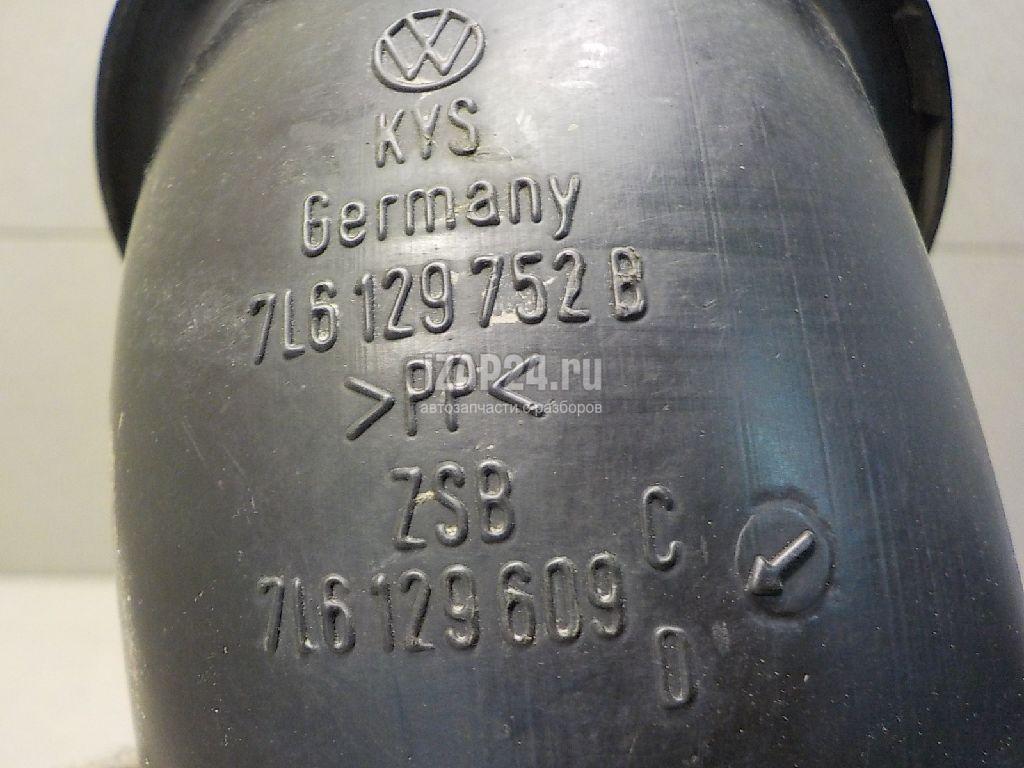 KVS
Germany
7L6 129 752 B
>PP<
iZAP24.ru
автозапчасти с разборов
ZSB
7L6 129 609 C
D